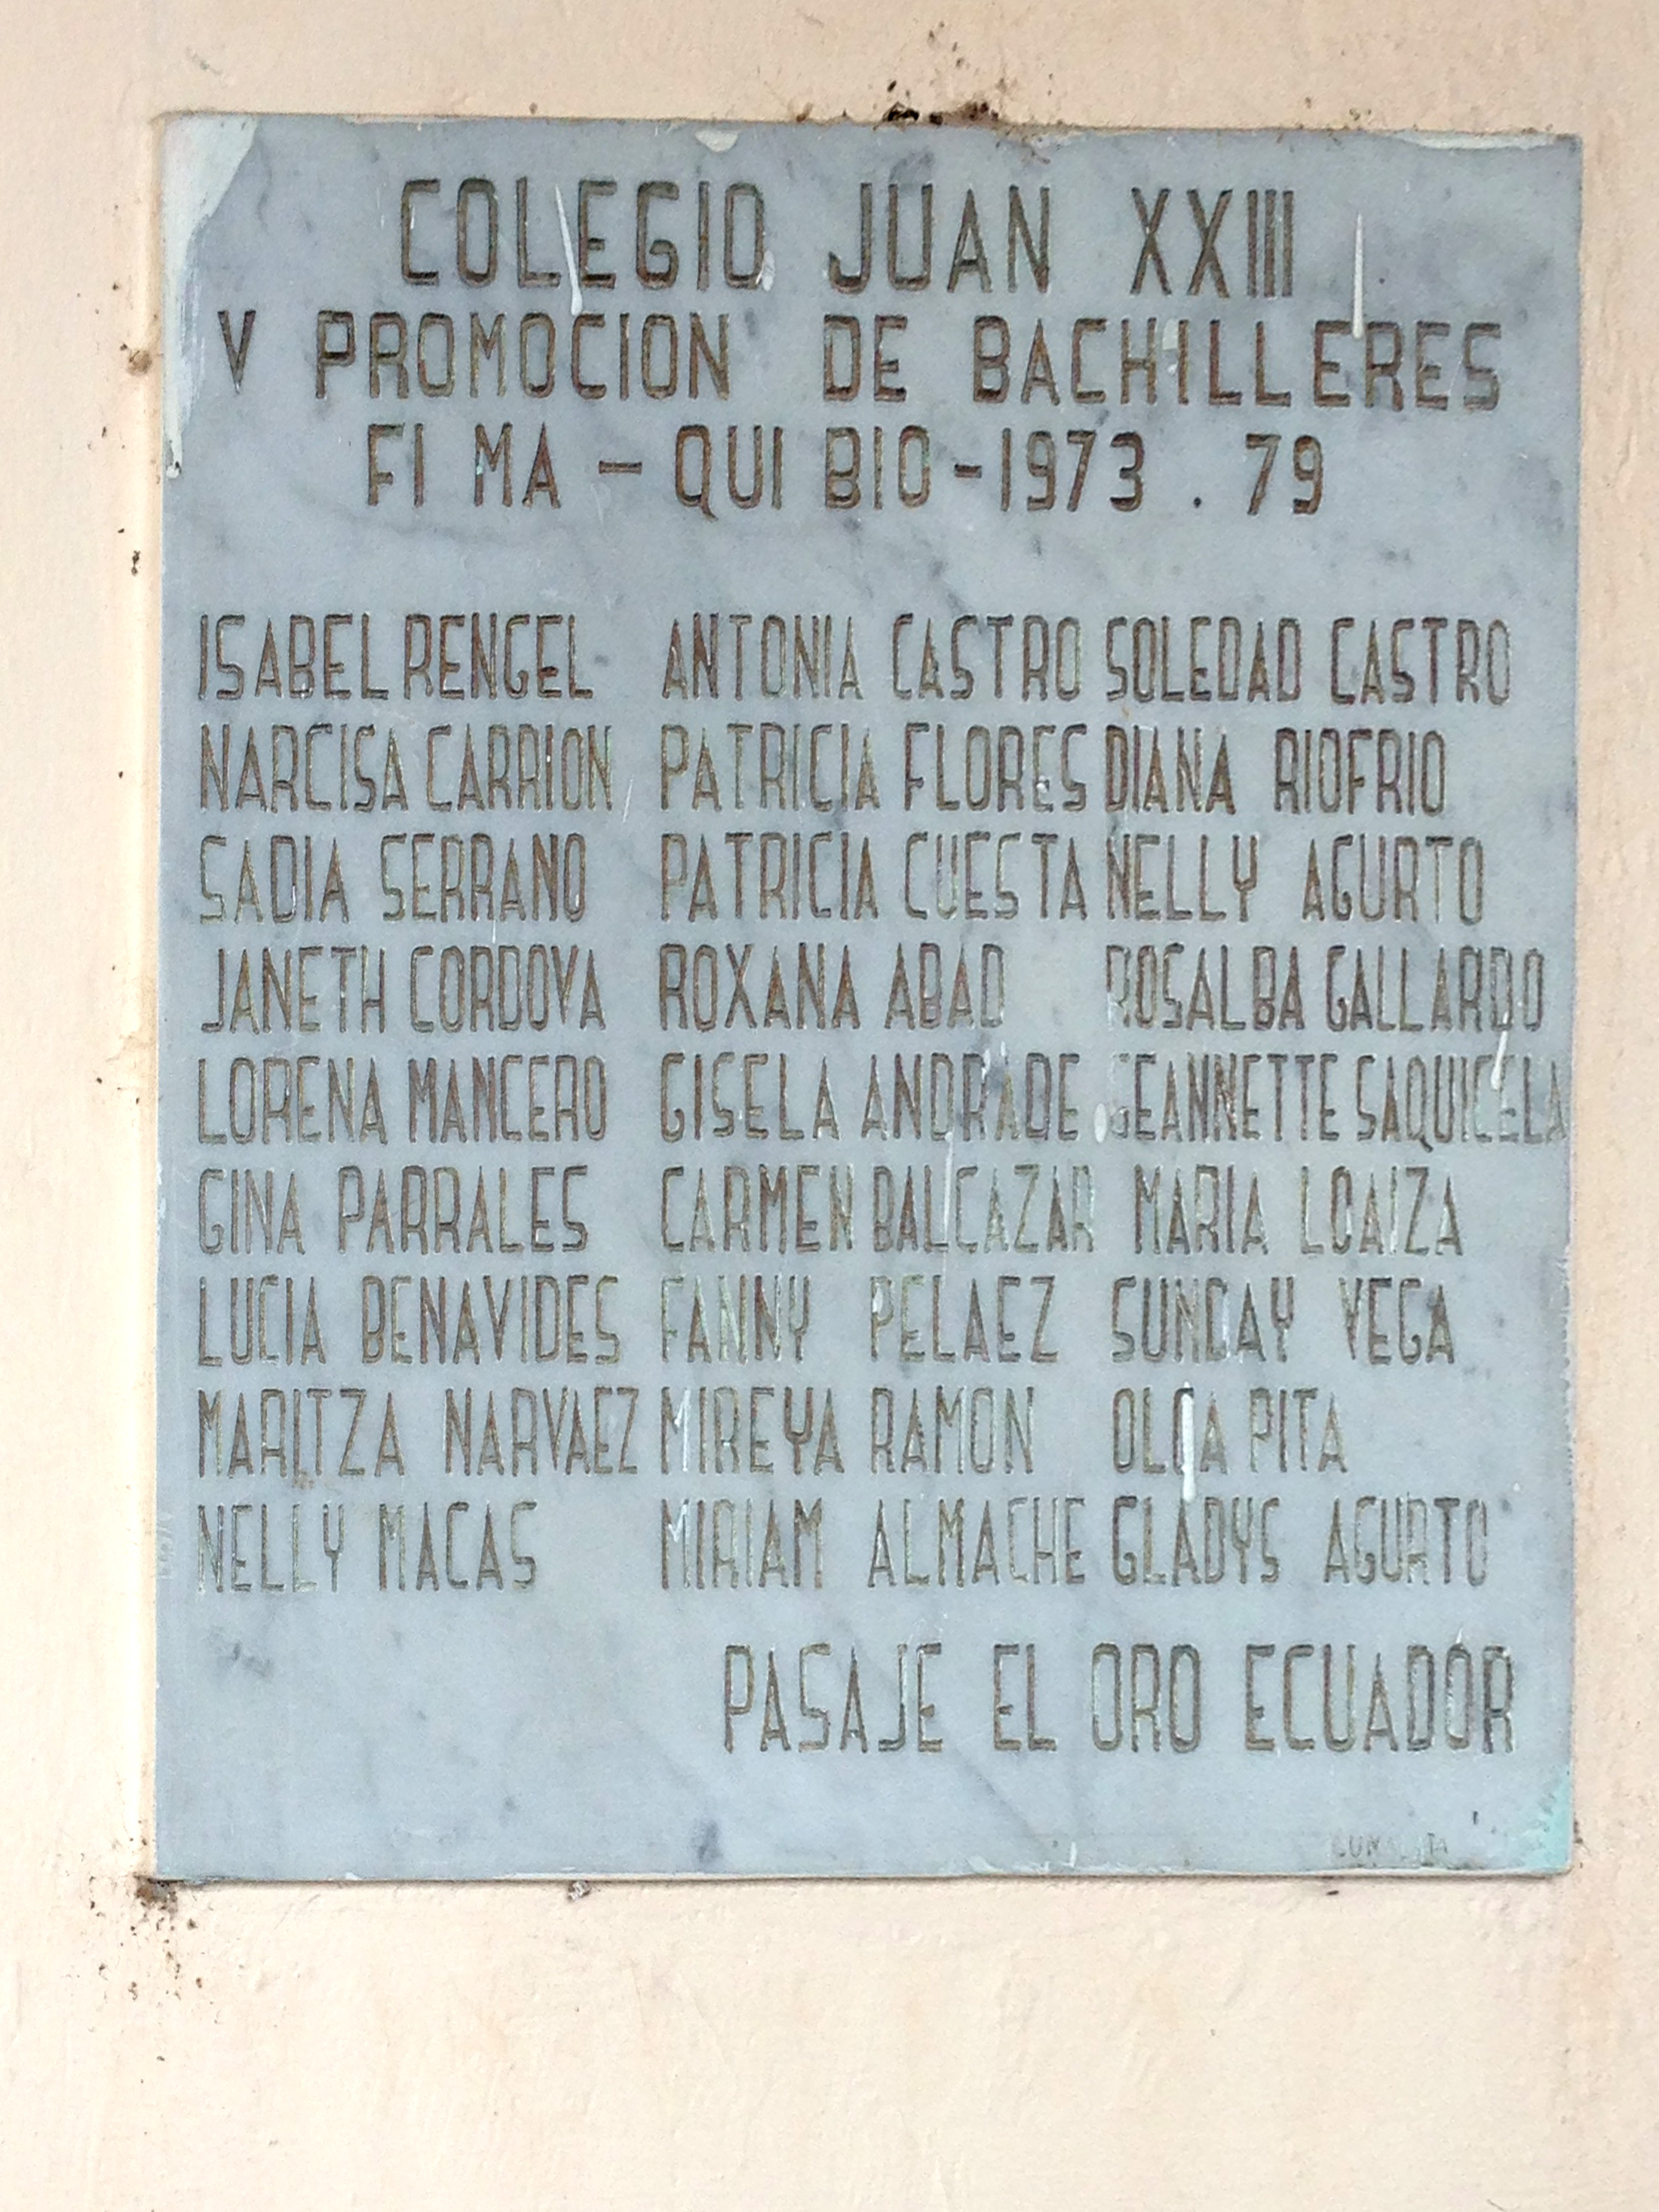 COLEGIO JUAN XXIII
V PROMOCION DE BACHILLERES
FI MA - QUI BIO - 1973 . 79
ISABEL RENGEL ANTONIA CASTRO SOLEDAD CASTRO
NARCISA CARRION PATRICIA FLORES DIANA RIOFRIO
SADIA SERRANO PATRICIA CUESTA NELLY AGURTO
JANETH CORDOVA ROXANA ABAD ROSALBA GALLARDO
LORENA MANCERO GISELA ANDRADE GEANNETTE SAQUICELA
GINA PARRALES CARMEN BALCAZAR MARIA LOAIZA
LUCIA BENAVIDES FANNY PELAEZ SUNDAY VEGA
MARITZA NARVAEZ MIREYA RAMON OLGA PITA
NELLY MACAS MIRIAM ALMACHE GLADYS AGURTO
PASAJE EL ORO ECUADOR